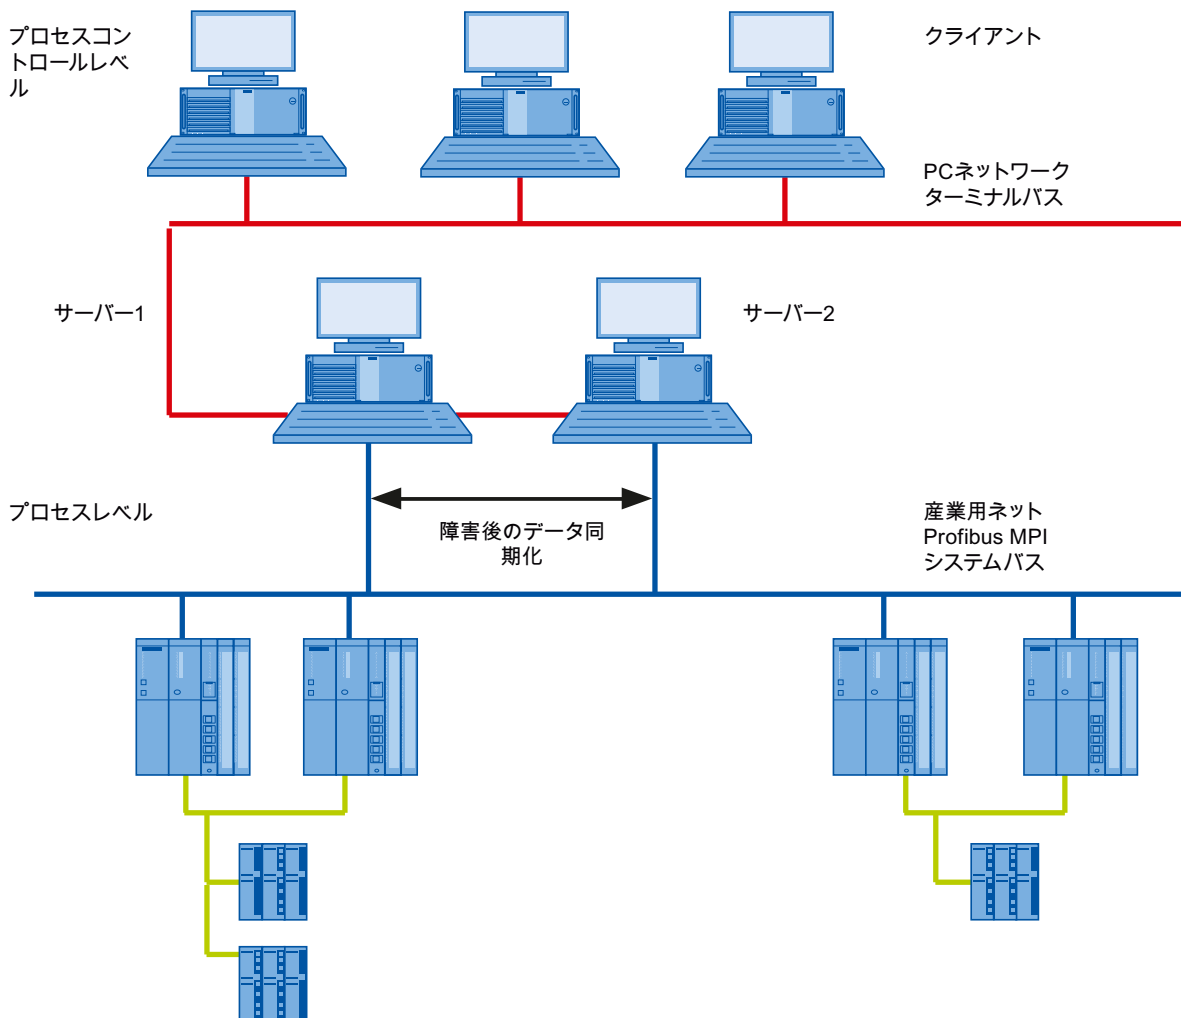 プロセスコン
トロールレベ
ル
クライアント
PCネットワーク
ターミナルバス
サーバー1
サーバー2
プロセスレベル
障害後のデータ同
期化
産業用ネット
Profibus MPI
システムバス